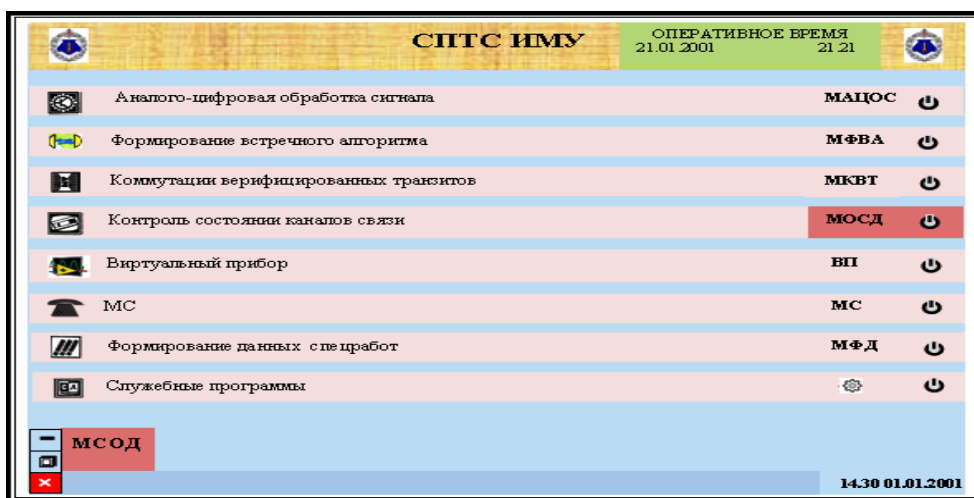 СПТС ИМУ
ОПЕРАТИВНОЕ ВРЕМЯ
21.01.2001 21.21
Аналого-цифровая обработка сигнала МАЦОС
Формирование встречного алгоритма МФВА
Коммутации верифицированных транзитов МКВТ
Контроль состоянии каналов связи МОСД
Виртуальный прибор ВП
МС МС
Формирование данных спецработ МФД
Служебные программы
МСОД
14.30 01.01.2001